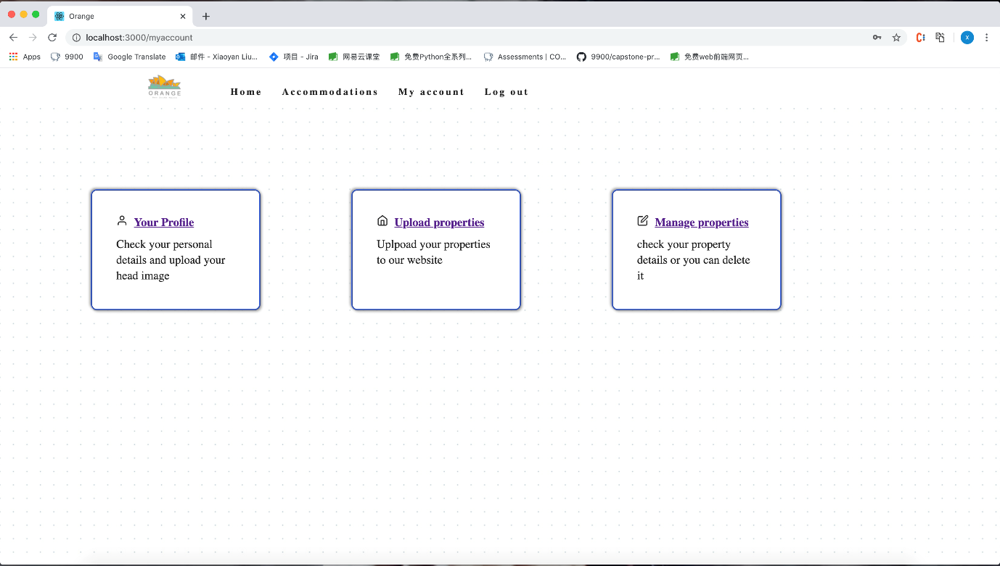 Orange
localhost:3000/myaccount
X
Apps 9900 Google Translate 邮件 - Xiaoyan Liu... 项目 - Jira 网易云课堂 免费Python全系列... Assessments | CO... 9900/capstone-pr... 免费web前端网页...
ORANGE
Home Accommodations My account Log out
Your Profile
Check your personal
details and upload your
head image
Upload properties
Uplpoad your properties
to our website
Manage properties
check your property
details or you can delete
it